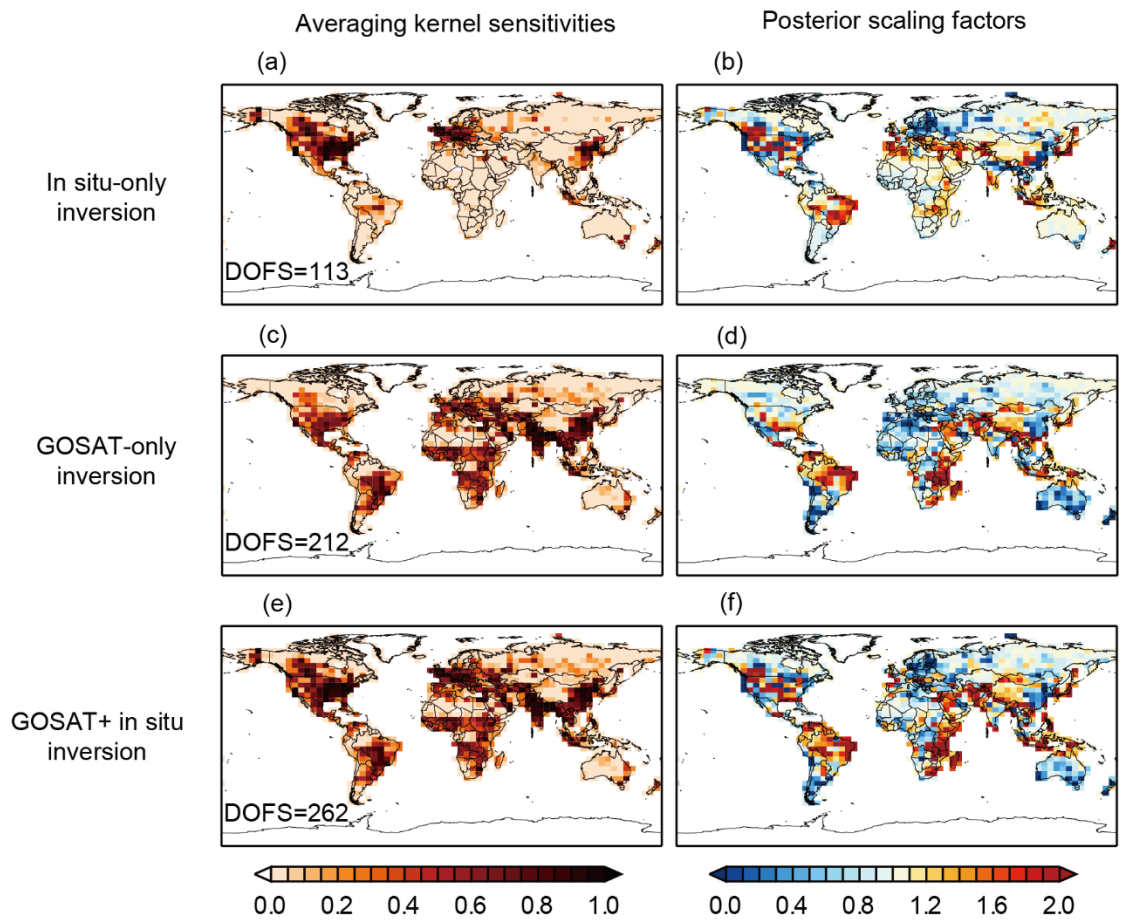 Averaging kernel sensitivities
Posterior scaling factors
(a)
(b)
In situ-only
inversion
DOFS=113
(c)
(d)
GOSAT-only
inversion
DOFS=212
(e)
(f)
GOSAT+ in situ
inversion
DOFS=262
0.0 0.2 0.4 0.6 0.8 1.0
0.0 0.4 0.8 1.2 1.6 2.0